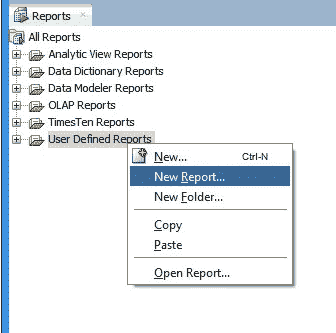 Reports
All Reports
Analytic View Reports
Data Dictionary Reports
Data Modeler Reports
OLAP Reports
TimesTen Reports
User Defined Reports
New... Ctrl-N
New Report...
New Folder...
Copy
Paste
Open Report...